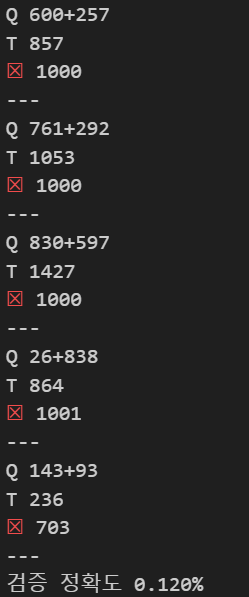 Q 600+257
T 857
☒ 1000
---
Q 761+292
T 1053
☒ 1000
---
Q 830+597
T 1427
☒ 1000
---
Q 26+838
T 864
☒ 1001
---
Q 143+93
T 236
☒ 703
---
검증 정확도 0.120%